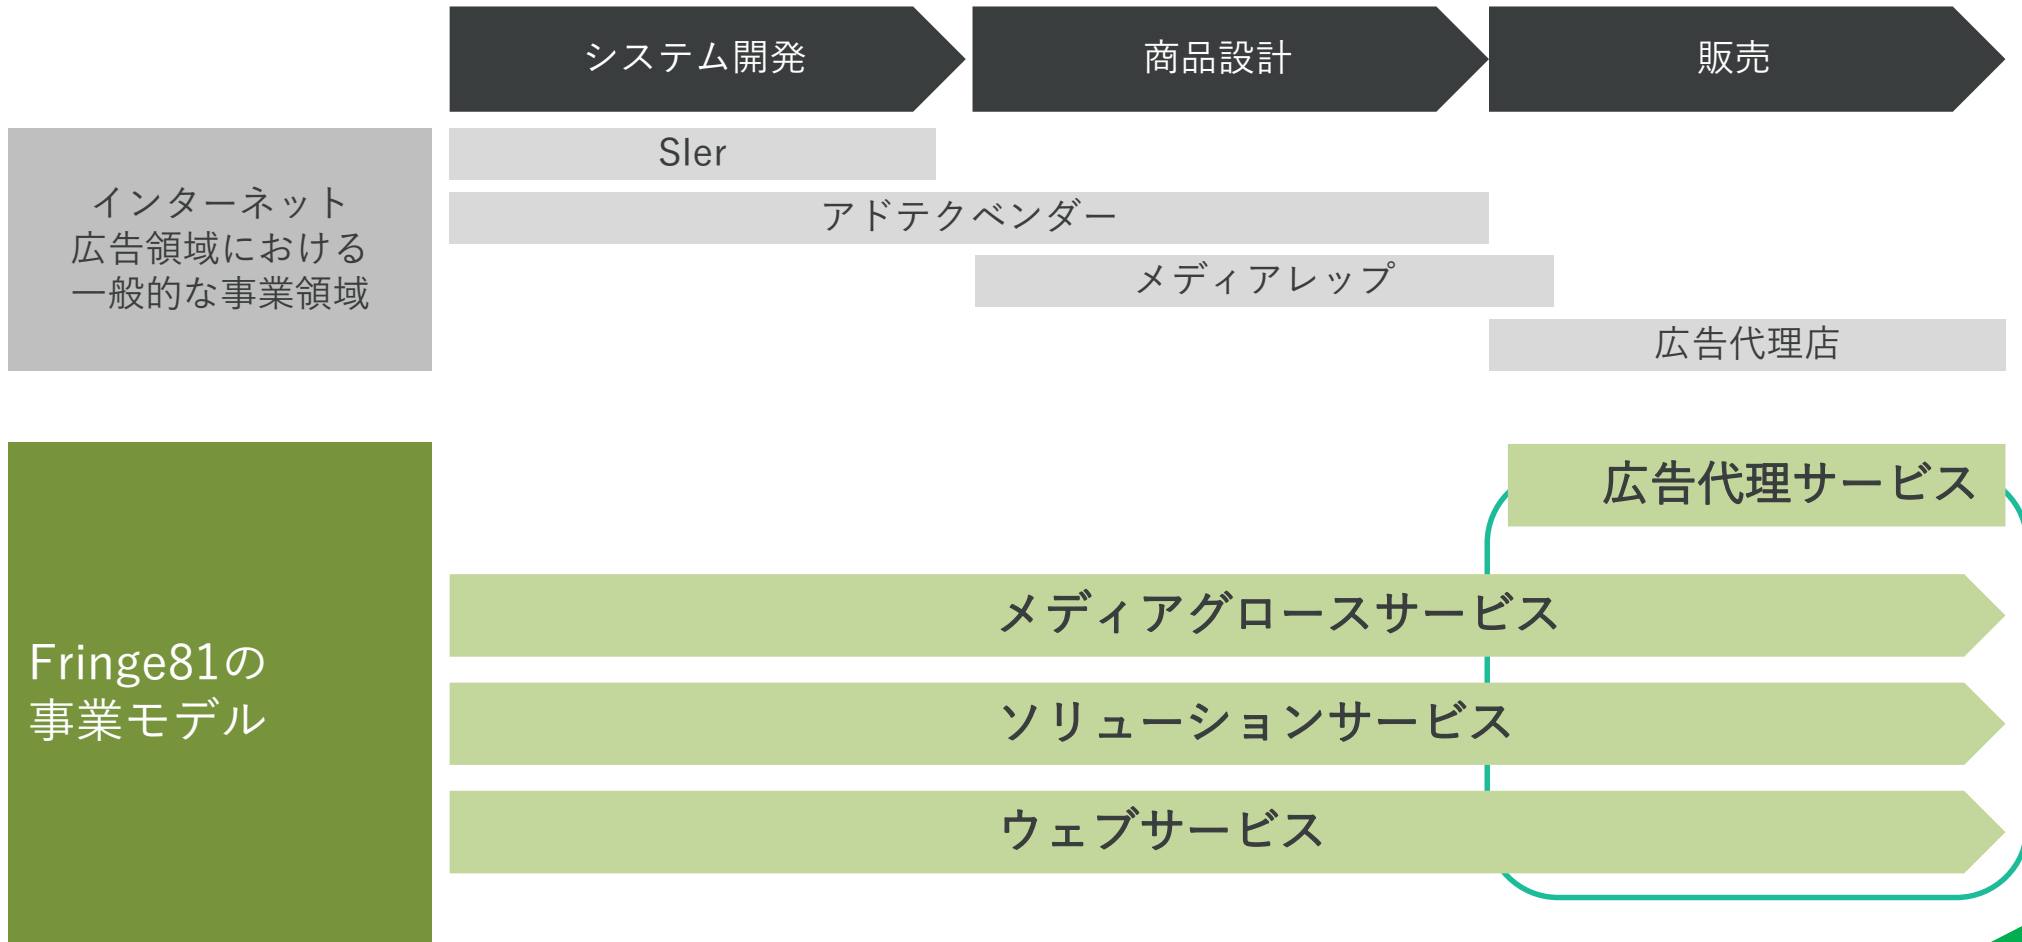 システム開発
商品設計
販売
インターネット
広告領域における
一般的な事業領域
SIer
アドテクベンダー
メディアレップ
広告代理店
Fringe81の
事業モデル
広告代理サービス
メディアグロースサービス
ソリューションサービス
ウェブサービス